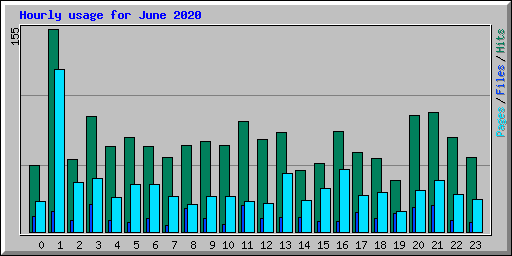 Hourly usage for June 2020
155
Pages/Files/Hits
0 1 2 3 4 5 6 7 8 9 10 11 12 13 14 15 16 17 18 19 20 21 22 23